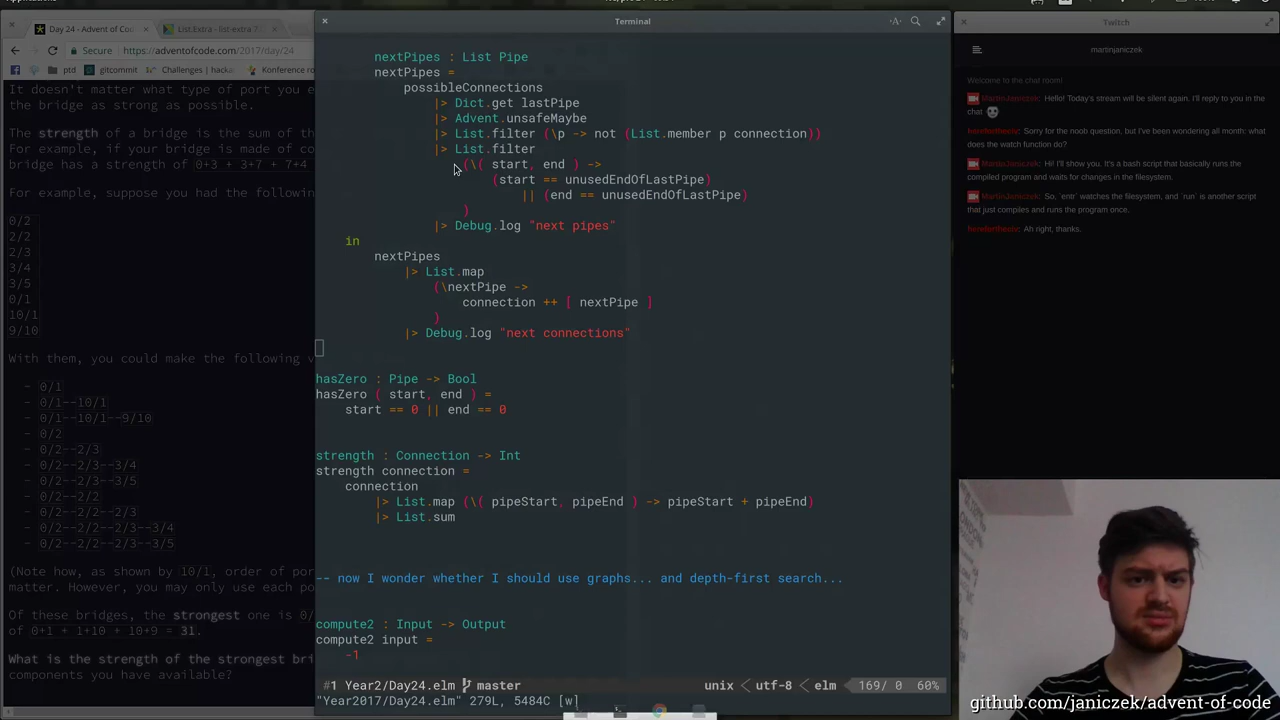 Day 24 - Advent of Co
List.Extra - list-extra 7.
Secure
https://adventofcode.com/2017/day/24
ptd
gitcommit
Challenges | hacka
Konference ro
It doesn't matter what type of port you e
the bridge as strong as possible.
The strength of a bridge is the sum of th
example, if your bridge is made of co
bridge has a strength of 0+3 + 3+7 + 7+4
For example, suppose you had the followin
0/2
2/2
2/3
3/4
3/5
0/1
10/1
9/10
With them, you could make the following v
- 0/1
- 0/1--10/1
- 0/1--10/1--9/10
- 0/2
- 0/2--2/3
- 0/2--2/3--3/4
- 0/2--2/3--3/5
- 0/2--2/2
- 0/2--2/2--2/3
- 0/2--2/2--2/3--3/4
- 0/2--2/2--2/3--3/5
(Note how, as shown by 10/1, order of por
matter. However, you may only use each po
Of these bridges, the strongest one is 0/
of 0+1 + 1+10 + 10+9 = 31.
What is the strength of the strongest bri
components you have available?
Terminal
nextPipes : List Pipe
nextPipes =
possibleConnections
|> Dict.get lastPipe
|> Advent.unsafeMaybe
|> List.filter (\p -> not (List.member p connection))
|> List.filter
(\( start, end ) ->
(start == unusedEndOfLastPipe)
|| (end == unusedEndOfLastPipe)
)
|> Debug.log "next pipes"
in
nextPipes
|> List.map
(\nextPipe ->
connection ++ [ nextPipe ]
)
|> Debug.log "next connections"
hasZero : Pipe -> Bool
hasZero ( start, end ) =
start == 0 || end == 0
strength : Connection -> Int
strength connection =
connection
|> List.map (\( pipeStart, pipeEnd ) -> pipeStart + pipeEnd)
|> List.sum
-- now I wonder whether I should use graphs... and depth-first search...
compute2 : Input -> Output
compute2 input =
-1
#1 Year2/Day24.elm" master unix < utf-8 < elm 169/ 0 60%
"Year2017/Day24.elm" 279L, 5484C [w]
Twitch
martinjaniczek
Welcome to the chat room!
MartinJaniczek: Hello! Today's stream will be silent again, I'll reply to you in the
chat
Sorry for the noob question, but I've been wondering all month: what
does the watch function do?
MartinJaniczek: Hi! I'll show you. It's a bash script that basically runs the
compiled program and waits for changes in the filesystem.
MartinJaniczek: So, `entr` watches the filesystem, and `run` is another script
that just compiles and runs the program once.
Ah right, thanks.
github.com/janiczek/advent-of-code